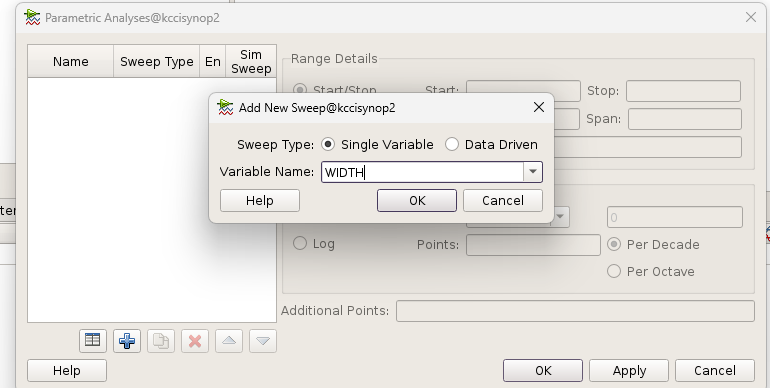 Parametric Analyses@kccisynop2
Name Sweep Type En Sim Sweep
Range Details
Start/Stop Start: Stop:
Add New Sweep@kccisynop2
Span:
Sweep Type: Single Variable Data Driven
Variable Name: WIDTH
Help OK Cancel
0
Log Points: Per Decade
Per Octave
Additional Points:
Help OK Apply Cancel